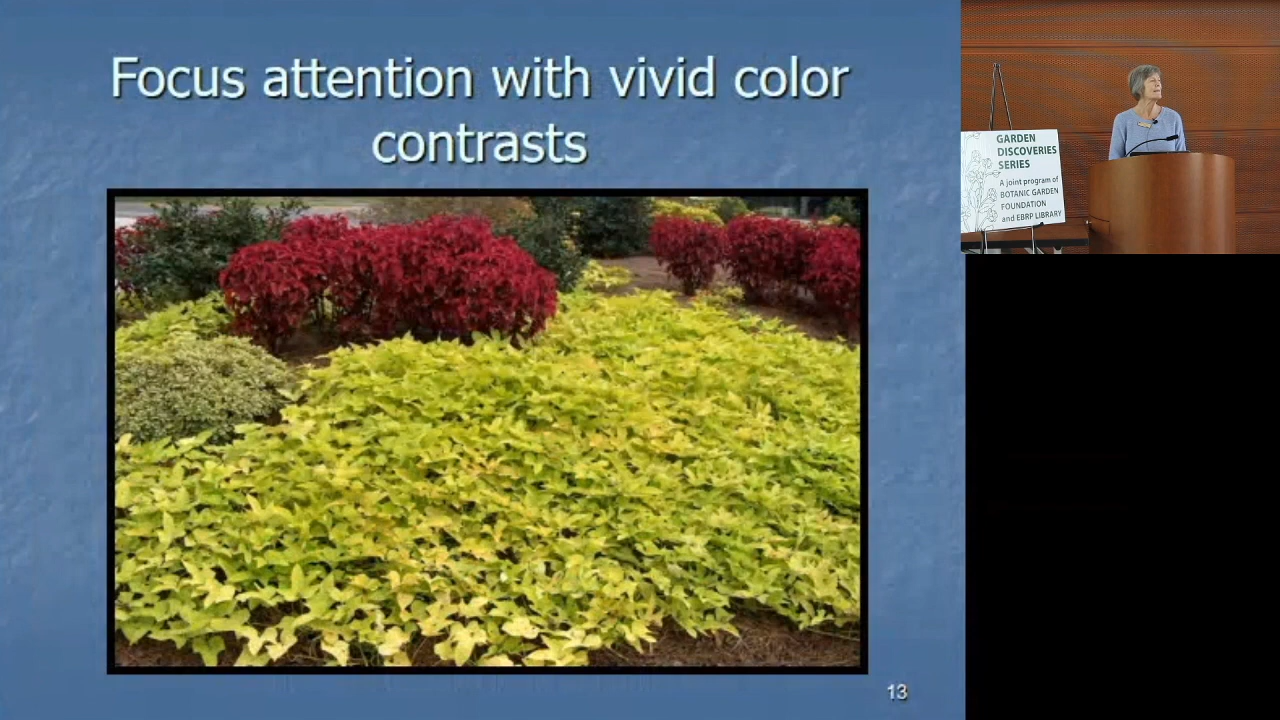 Focus attention with vivid color
contrasts
13
GARDEN
DISCOVERIES
SERIES
A joint program of
BOTANIC GARDEN
FOUNDATION
and EBRP LIBRARY